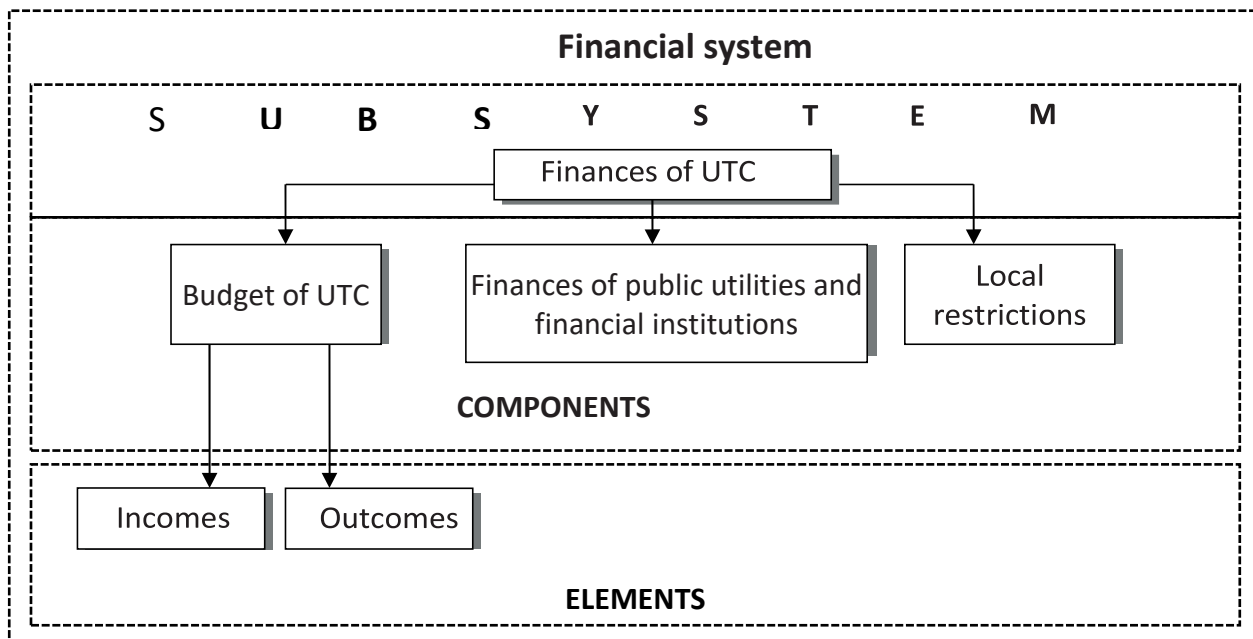 Financial system
S U B S Y S T E M
Finances of UTC
Budget of UTC
Finances of public utilities and
financial institutions
Local
restrictions
COMPONENTS
Incomes
Outcomes
ELEMENTS